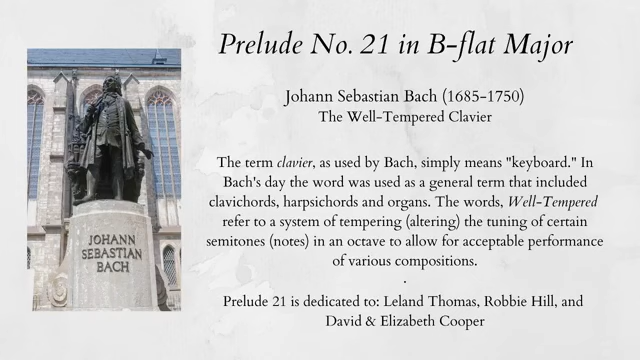 Prelude No. 21 in B-flat Major
Johann Sebastian Bach (1685-1750)
The Well-Tempered Clavier
The term clavier, as used by Bach, simply means "keyboard." In
Bach's day the word was used as a general term that included
clavichords, harpsichords and organs. The words, Well-Tempered
refer to a system of tempering (altering) the tuning of certain
semitones (notes) in an octave to allow for acceptable performance
of various compositions.
.
Prelude 21 is dedicated to: Leland Thomas, Robbie Hill, and
David & Elizabeth Cooper
JOHANN
SEBASTIAN
BACH